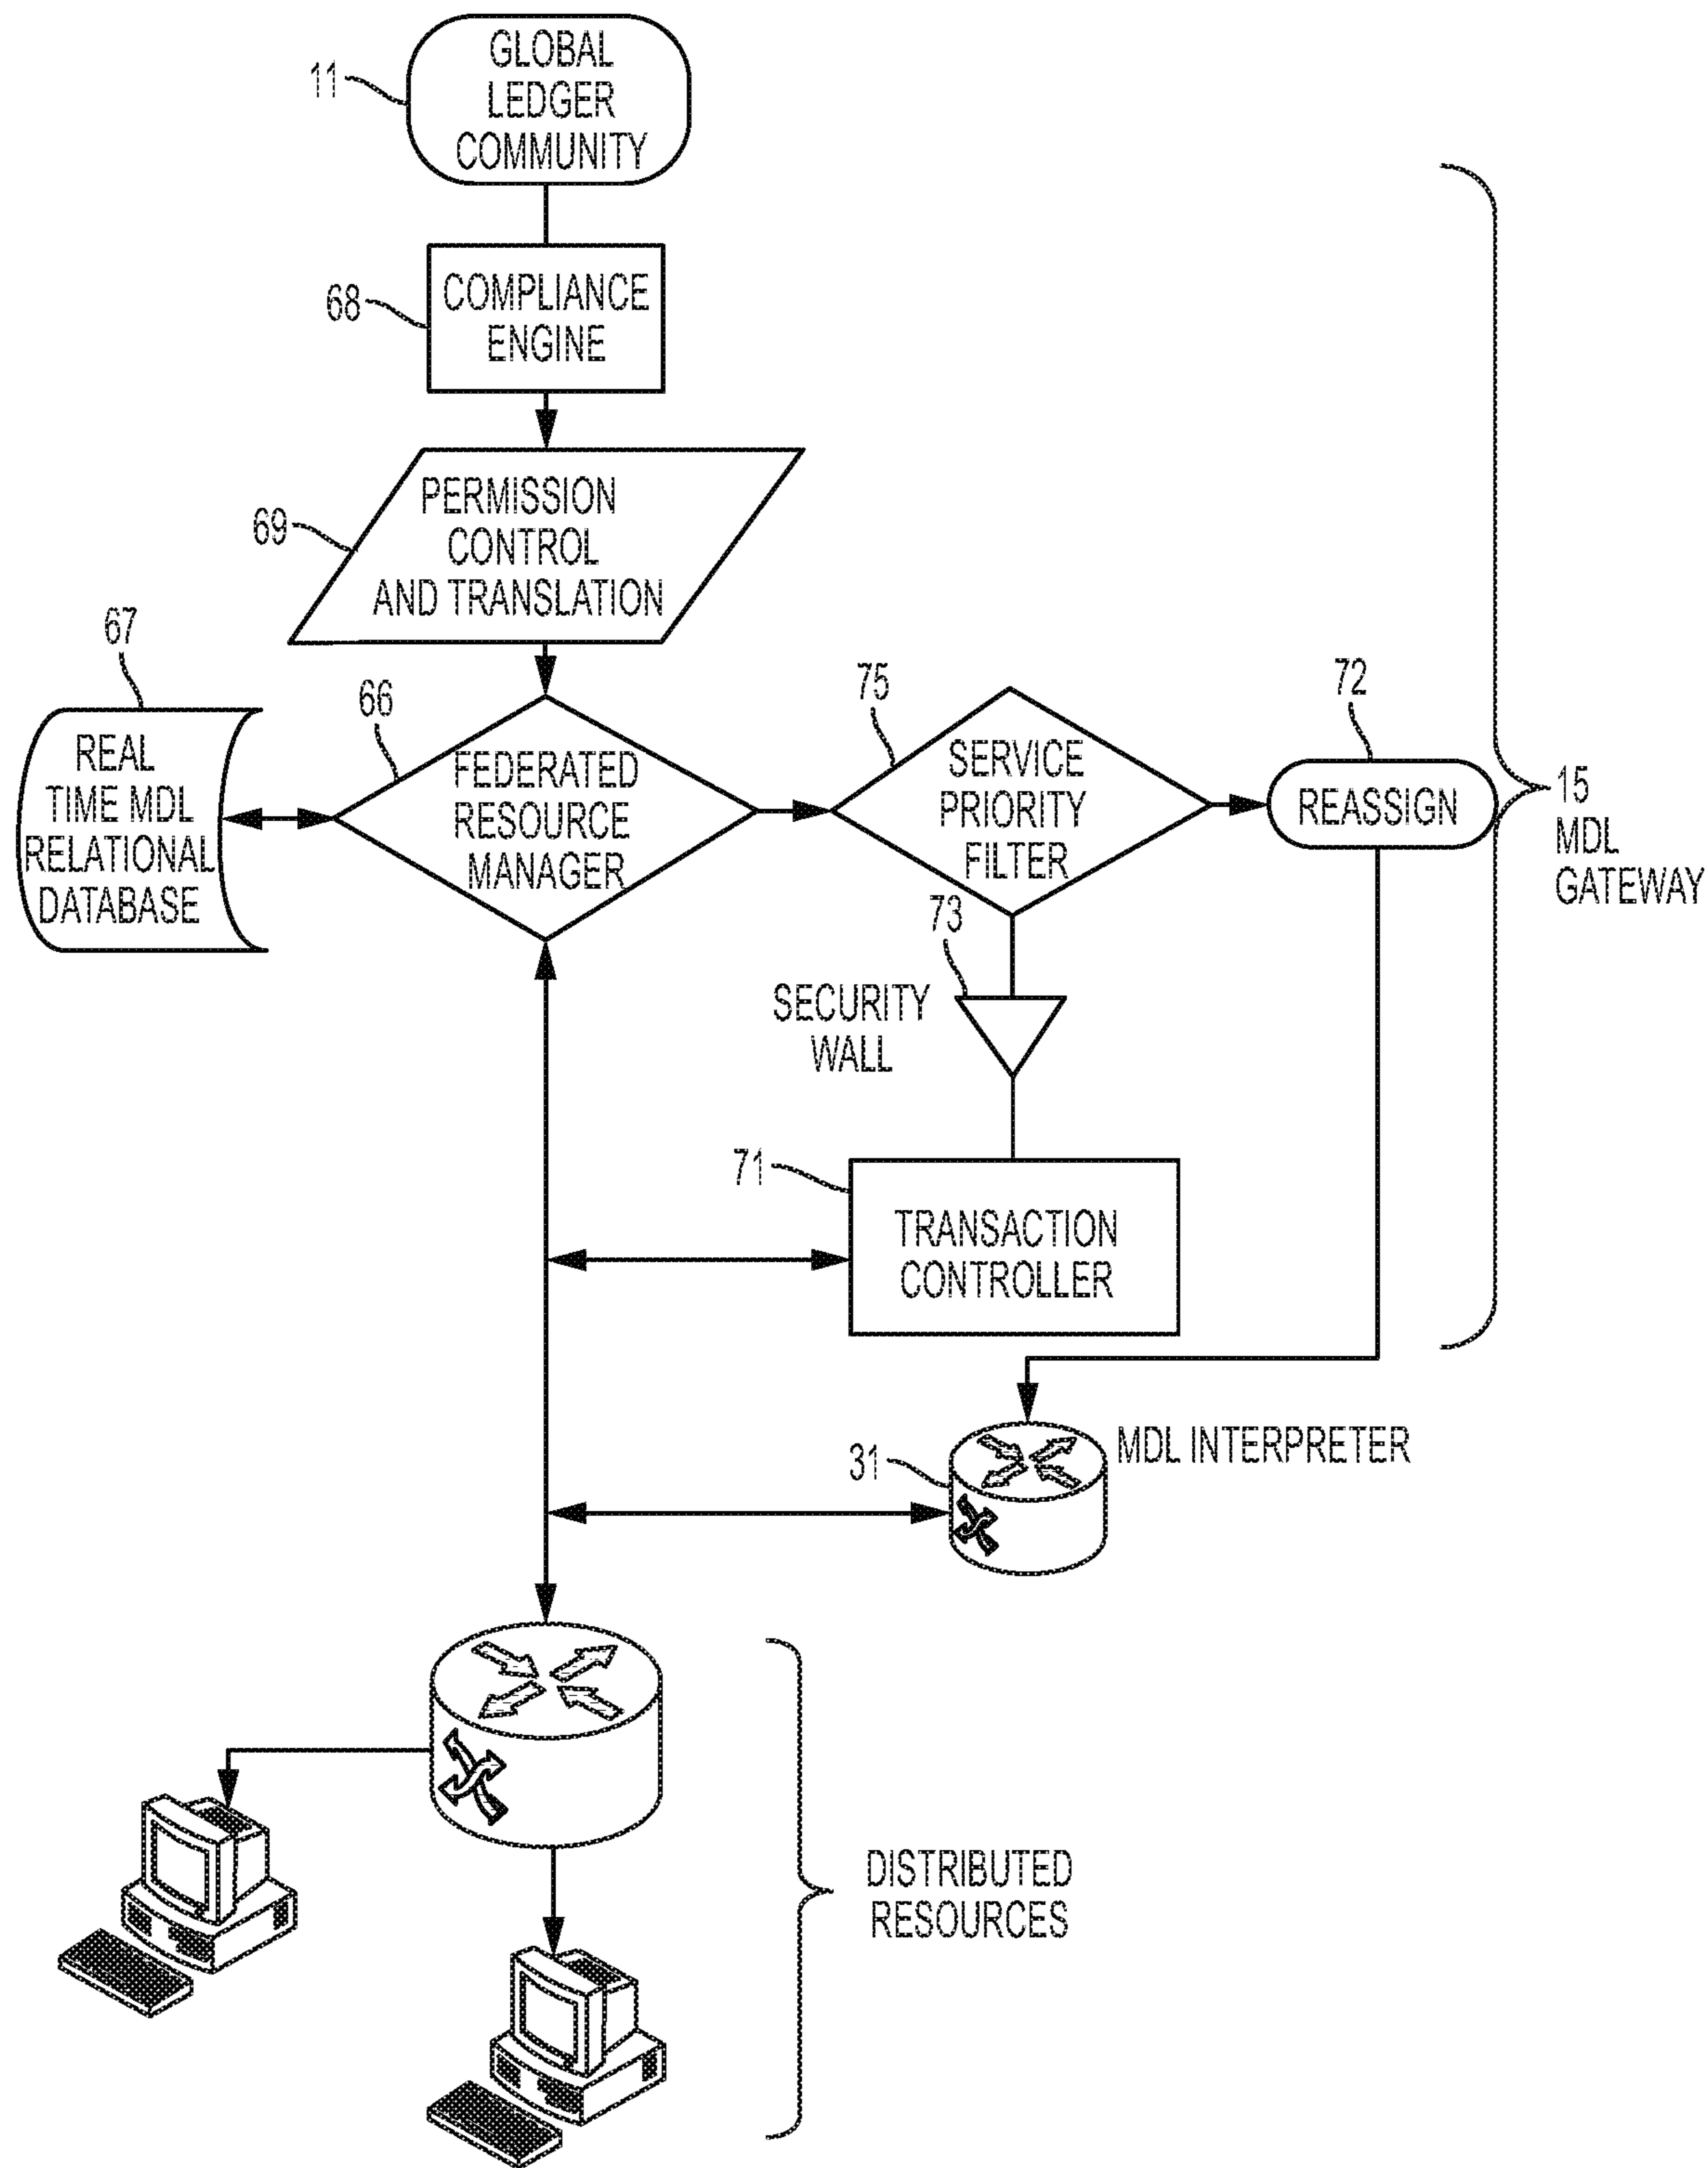 11
GLOBAL
LEDGER
COMMUNITY
68
COMPLIANCE
ENGINE
69
PERMISSION
CONTROL
AND TRANSLATION
67
REAL
TIME MDL
RELATIONAL
DATABASE
66
FEDERATED
RESOURCE
MANAGER
75
SERVICE
PRIORITY
FILTER
72
REASSIGN
15
MDL
GATEWAY
73
SECURITY
WALL
71
TRANSACTION
CONTROLLER
31
MDL INTERPRETER
DISTRIBUTED
RESOURCES